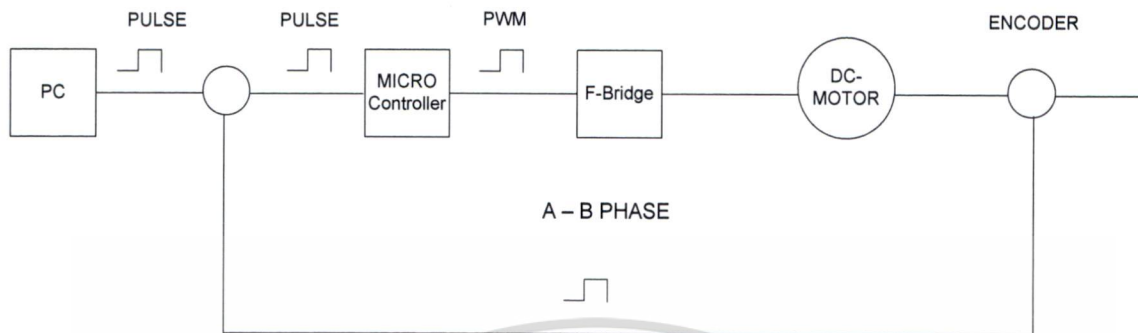 PULSE
PULSE
PWM
ENCODER
PC
MICRO
Controller
F-Bridge
DC-
MOTOR
A – B PHASE